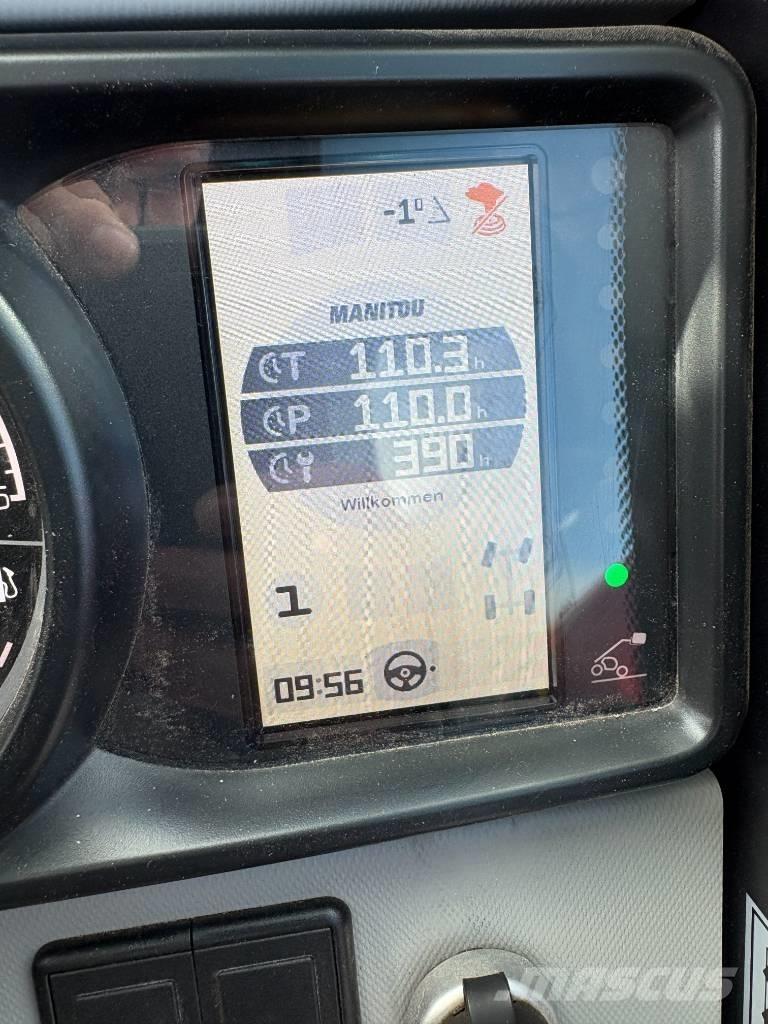 -1°
MANITOU
T 110.3 h
P 110.0 h
390 h
Willkommen
1
09:56
MASCUS